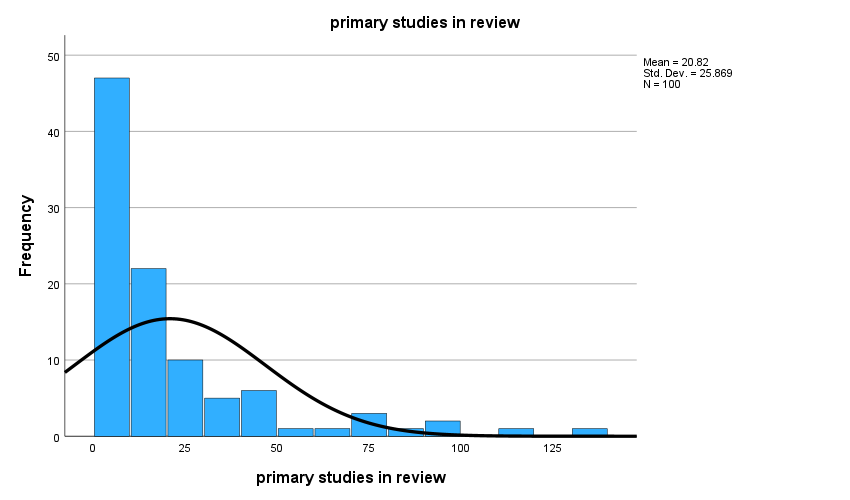 primary studies in review
Mean = 20.82
Std. Dev. = 25.869
N = 100
50
40
30
20
10
0
Frequency
0 25 50 75 100 125
primary studies in review